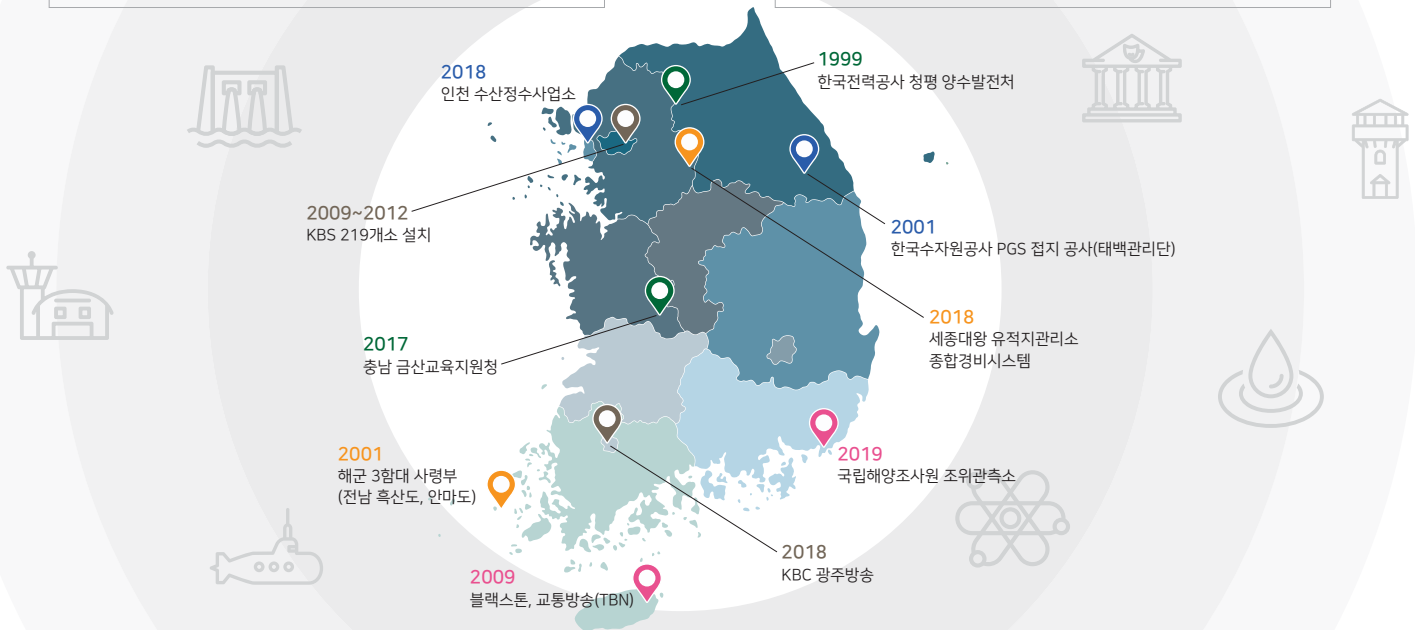 1999
한국전력공사 청평 양수발전처
2018
인천 수산정수사업소
2009~2012
KBS 219개소 설치
2001
한국수자원공사 PGS 접지 공사(태백관리단)
2018
세종대왕 유적지관리소
종합경비시스템
2017
충남 금산교육지원청
2001
해군 3함대 사령부
(전남 흑산도, 안마도)
2019
국립해양조사원 조위관측소
2018
KBC 광주방송
2009
블랙스톤, 교통방송(TBN)